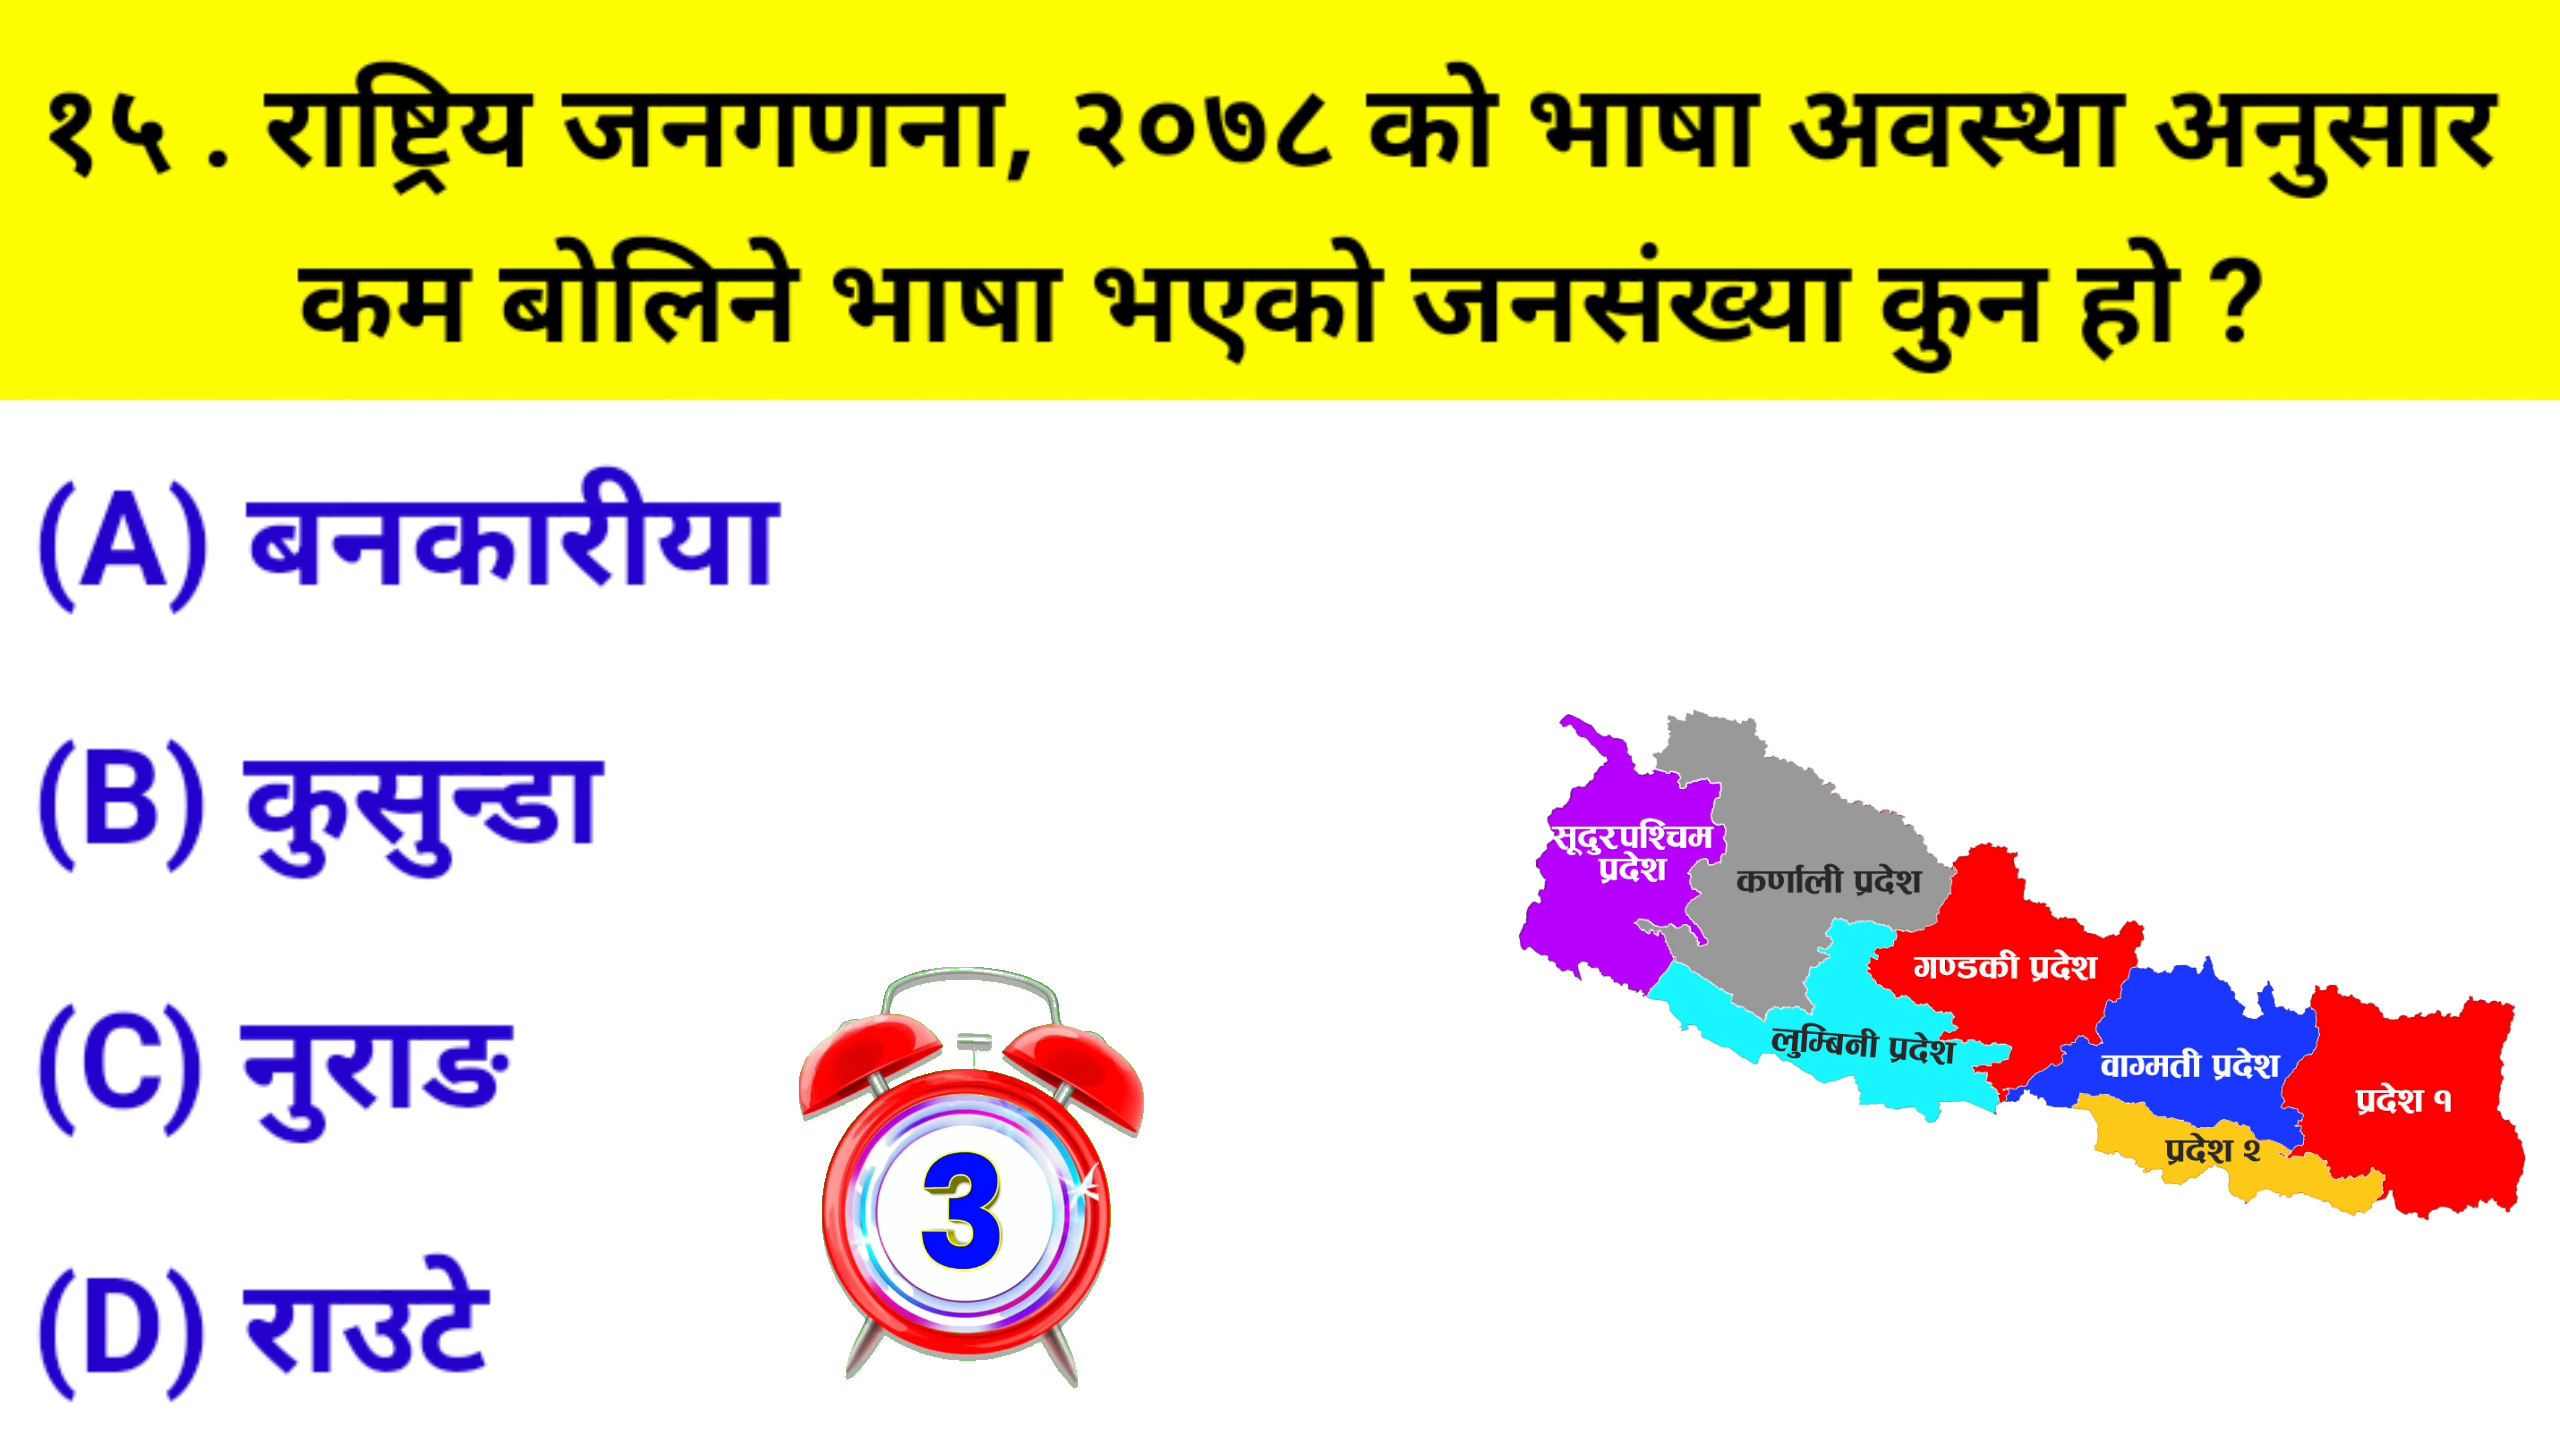 १५ . राष्ट्रिय जनगणना, २०७८ को भाषा अवस्था अनुसार
कम बोलिने भाषा भएको जनसंख्या कुन हो ?
(A) बनकारीया
(B) कुसुन्डा
(C) नुराङ
(D) राउटे
3
सूदुरपश्चिम
प्रदेश
कर्णाली प्रदेश
गण्डकी प्रदेश
लुम्बिनी प्रदेश
वाग्मती प्रदेश
प्रदेश १
प्रदेश २